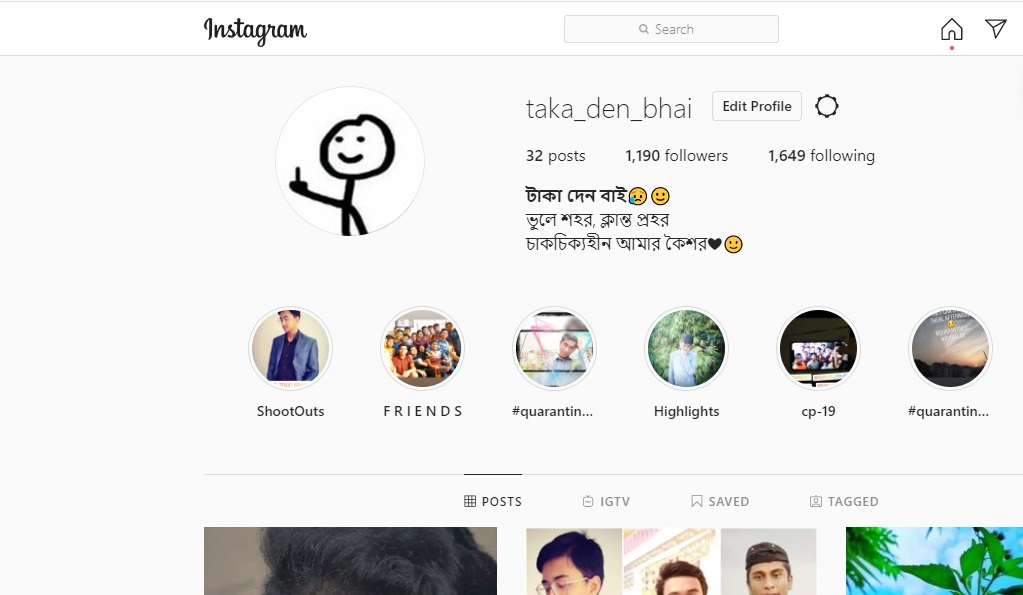 Instagram
Search
taka_den_bhai Edit Profile
32 posts 1,190 followers 1,649 following
টাকা দেন বাই😥🙂
ভুলে শহর, ক্লান্ত প্রহর
চাকচিক্যহীন আমার কৈশর🖤🙂
ShootOuts F R I E N D S #quarantin... Highlights cp-19 #quarantin...
POSTS IGTV SAVED TAGGED